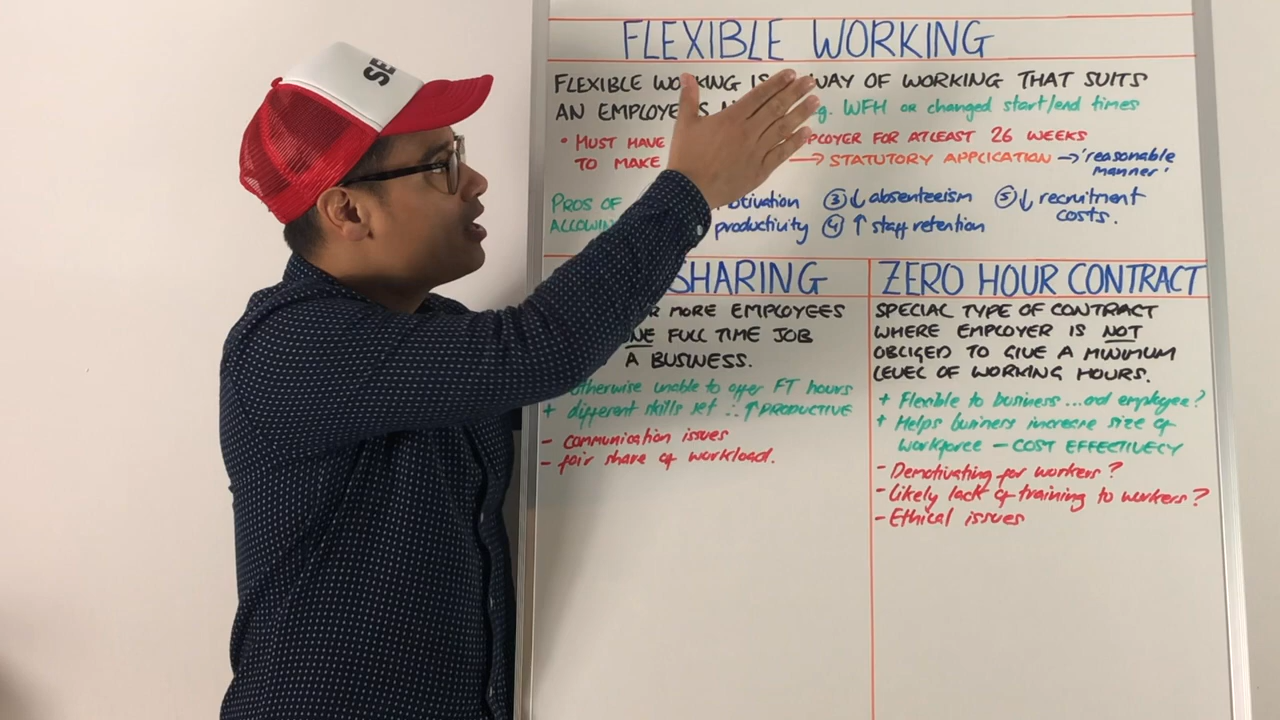 SE
FLEXIBLE WORKING
FLEXIBLE WORKING IS WAY OF WORKING THAT SUITS
AN EMPLOYEES e.g. WFH or changed start/end times
• MUST HAVE EMPLOYER FOR ATLEAST 26 WEEKS
TO MAKE → STATUTORY APPLICATION → 'reasonable
manner'
PROS OF motivation ③ ↓ absenteeism ⑤ ↓ recruitment
ALLOWING productivity ④ ↑ staff retention costs.
SHARING
OR MORE EMPLOYEES
ONE FULL TIME JOB
A BUSINESS.
otherwise unable to offer FT hours
+ different skills set ∴ ↑ PRODUCTIVE
- communication issues
- fair share of workload.
ZERO HOUR CONTRACT
SPECIAL TYPE OF CONTRACT
WHERE EMPLOYER IS NOT
OBLIGED TO GIVE A MINIMUM
LEVEL OF WORKING HOURS.
+ Flexible to business ... and employee?
+ Helps business increase size of
workforce - COST EFFECTIVELY
- Demotivating for workers?
- Likely lack of training to workers?
- Ethical issues